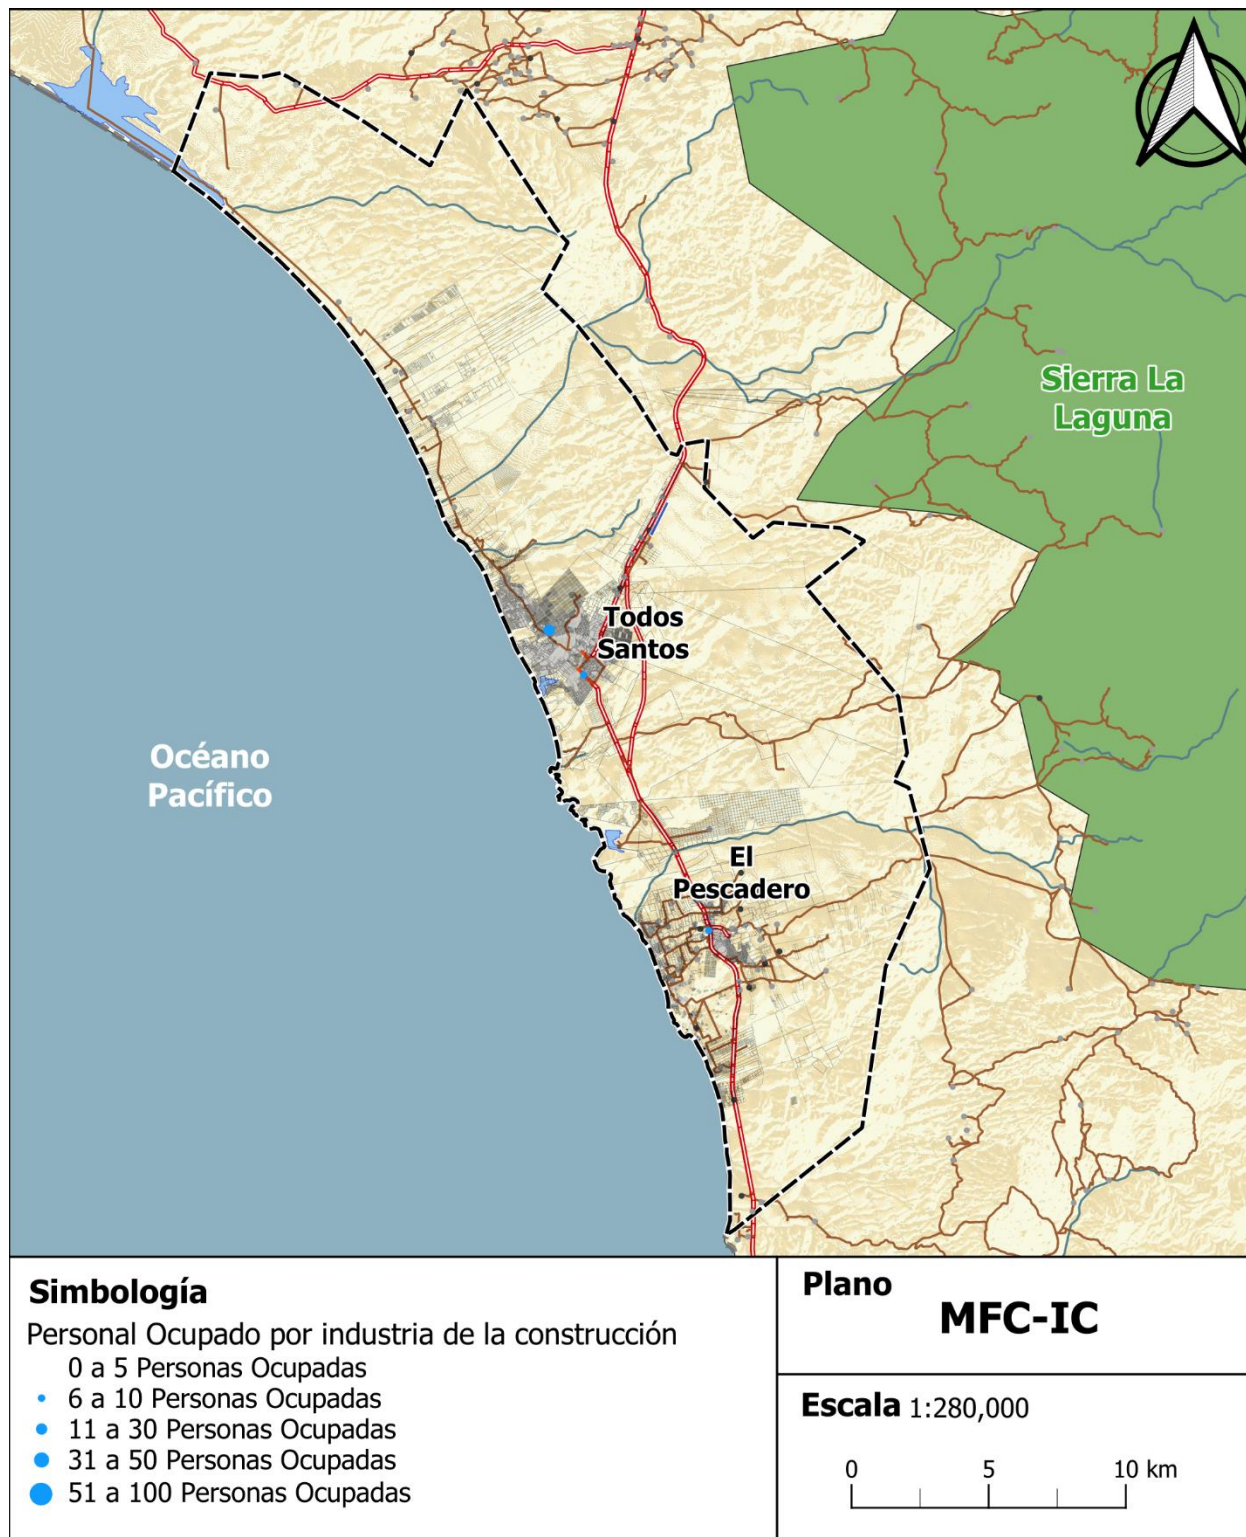 Sierra La
Laguna
Todos
Santos
Océano
Pacífico
El
Pescadero
Simbología
Personal Ocupado por industria de la construcción
0 a 5 Personas Ocupadas
6 a 10 Personas Ocupadas
11 a 30 Personas Ocupadas
31 a 50 Personas Ocupadas
51 a 100 Personas Ocupadas
Plano
MFC-IC
Escala 1:280,000
0 5 10 km